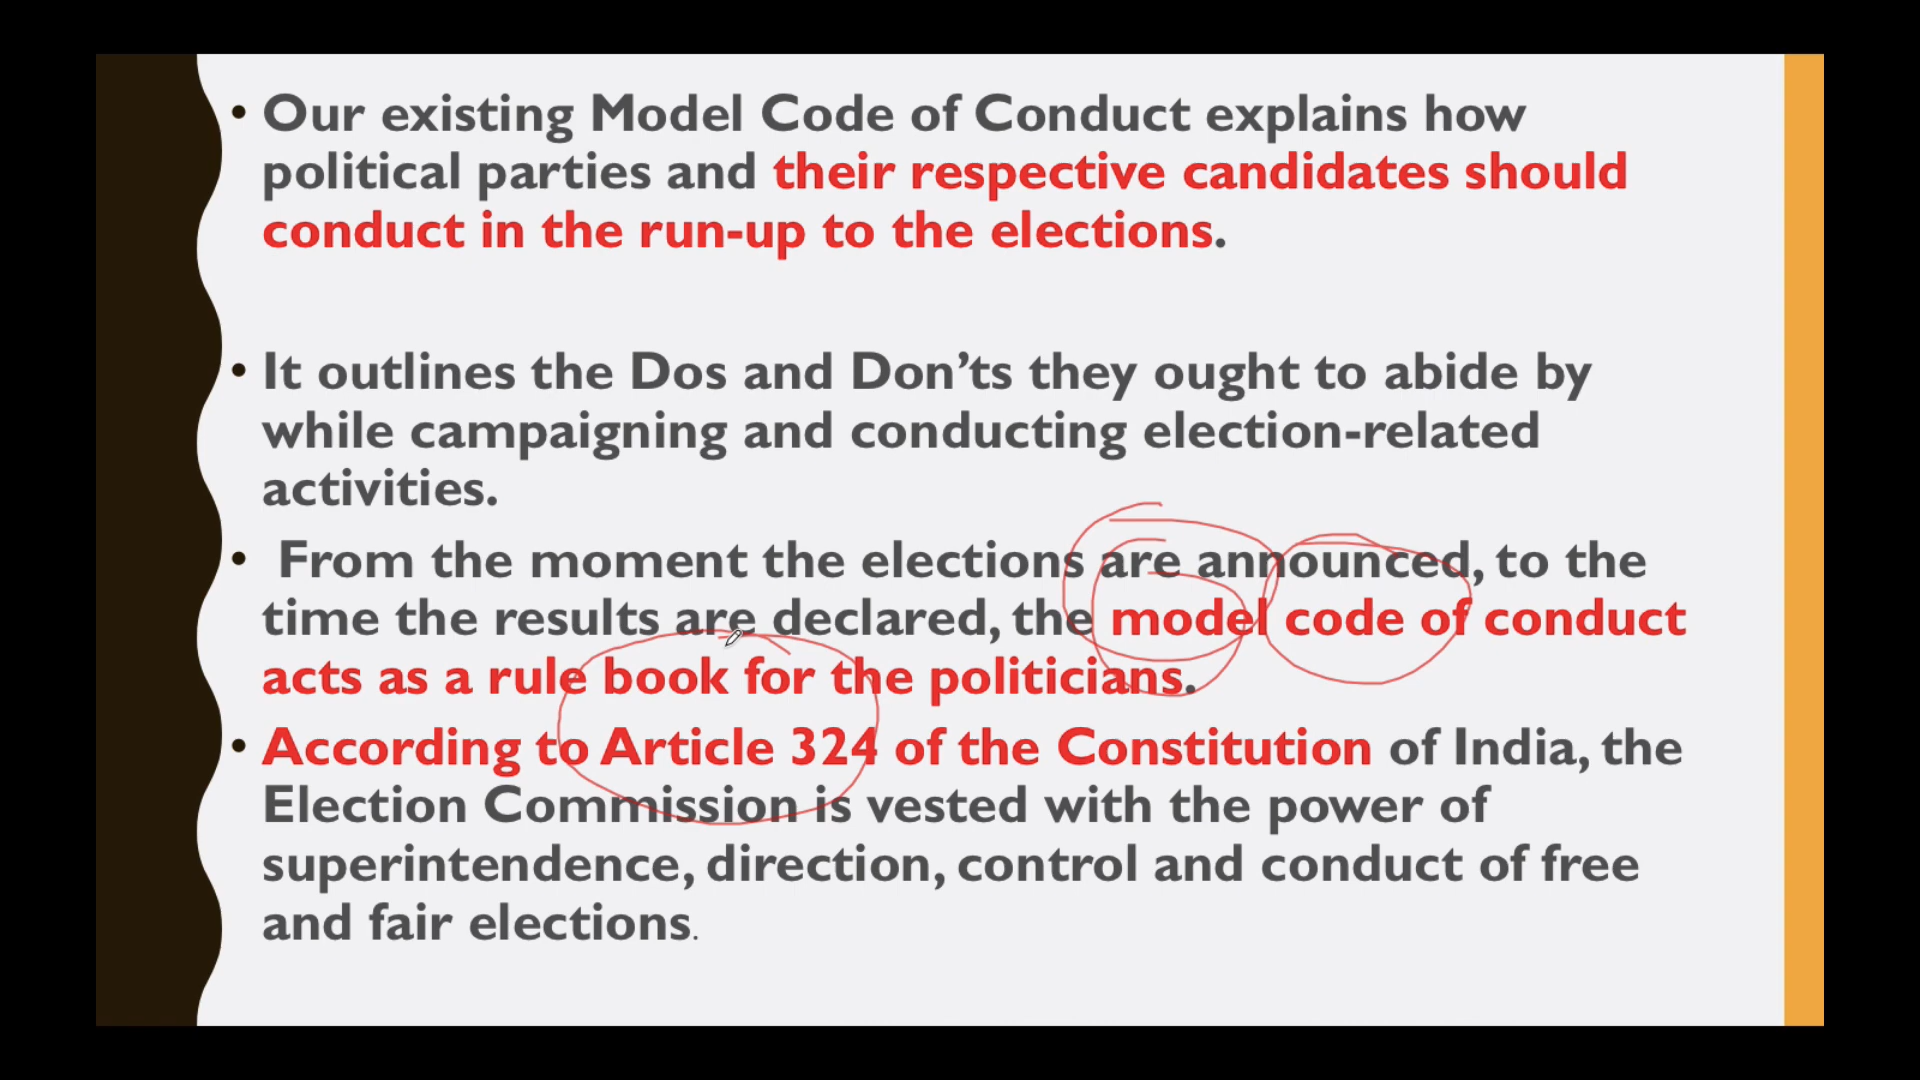 • Our existing Model Code of Conduct explains how
political parties and their respective candidates should
conduct in the run-up to the elections.
• It outlines the Dos and Don’ts they ought to abide by
while campaigning and conducting election-related
activities.
• From the moment the elections are announced, to the
time the results are declared, the model code of conduct
acts as a rule book for the politicians.
• According to Article 324 of the Constitution of India, the
Election Commission is vested with the power of
superintendence, direction, control and conduct of free
and fair elections.